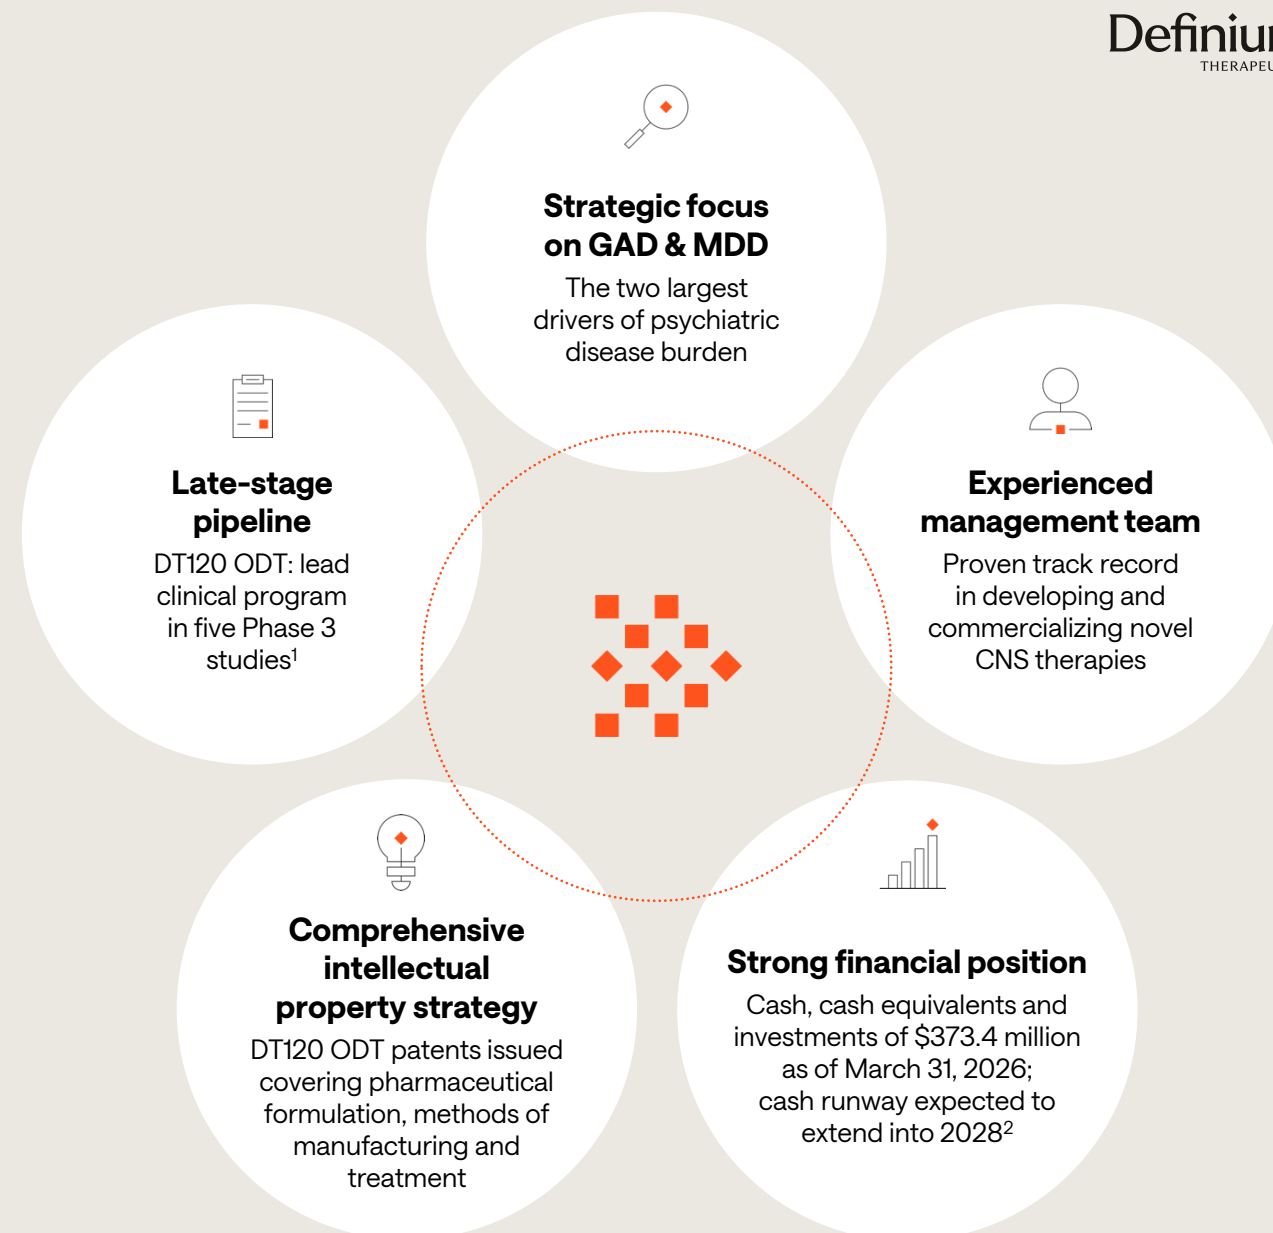 Strategic focus
on GAD & MDD
The two largest
drivers of psychiatric
disease burden
Late-stage
pipeline
DT120 ODT: lead
clinical program
in five Phase 3
studies1
Experienced
management team
Proven track record
in developing and
commercializing novel
CNS therapies
Comprehensive
intellectual
property strategy
DT120 ODT patents issued
covering pharmaceutical
formulation, methods of
manufacturing and
treatment
Strong financial position
Cash, cash equivalents and
investments of $373.4 million
as of March 31, 2026;
cash runway expected to
extend into 20282